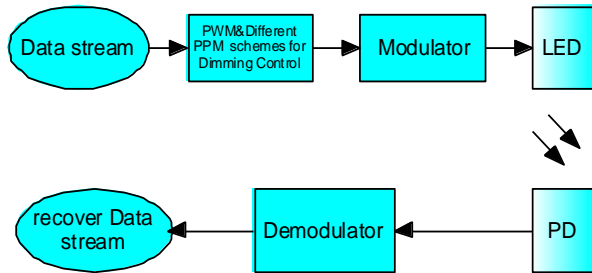 Data stream
PWM&Different
PPM schemes for
Dimming Control
Modulator
LED
recover Data
stream
Demodulator
PD